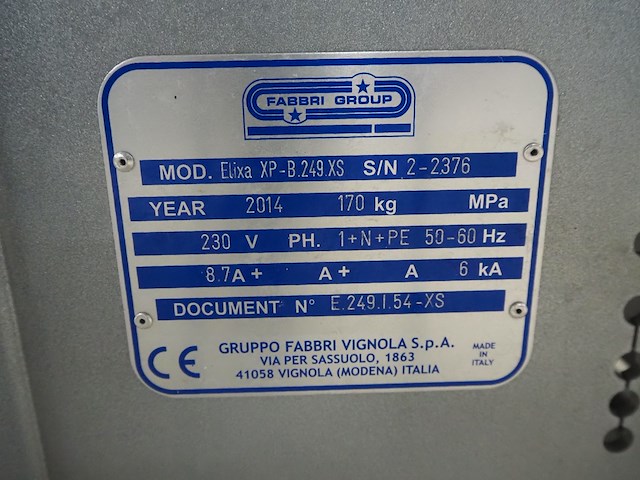 FABBRI GROUP
MOD. Elixa XP-B.249.XS S/N 2-2376
YEAR 2014 170 kg MPa
230 V PH. 1+N+PE 50-60 Hz
8.7A+ A+ A 6 kA
DOCUMENT N° E.249.I.54-XS
CE GRUPPO FABBRI VIGNOLA S.p.A.
VIA PER SASSUOLO, 1863
41058 VIGNOLA (MODENA) ITALIA
MADE
IN
ITALY